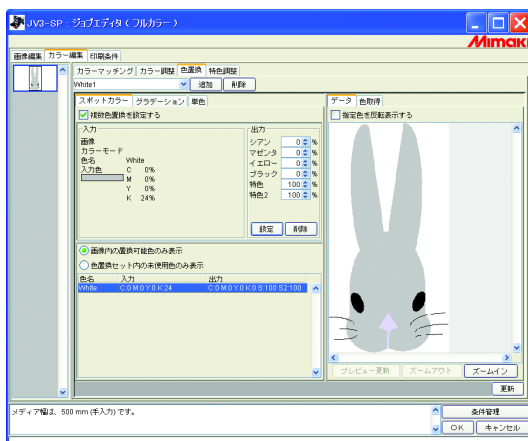 JV3-SP : ジョブエディタ ( フルカラー )
Mimaki
画像編集 カラー編集 印刷条件
カラーマッチング カラー調整 色置換 特色調整
White1 追加 削除
スポットカラー グラデーション 単色
データ 色取得
複数色置換を設定する
指定色を反転表示する
入力
出力
画像
シアン 0 %
カラーモード
マゼンタ 0 %
色名 White
イエロー 0 %
入力色 C 0%
ブラック 0 %
M 0%
特色 100 %
Y 0%
特色2 100 %
K 24%
設定 削除
画像内の置換可能色のみ表示
色置換セット内の未使用色のみ表示
色名 入力 出力
White C:0 M:0 Y:0 K:24 C:0 M:0 Y:0 K:0 S:100 S2:100
プレビュー更新 ズームアウト ズームイン
更新
メディア幅は、500 mm (手入力) です。
条件管理
OK キャンセル